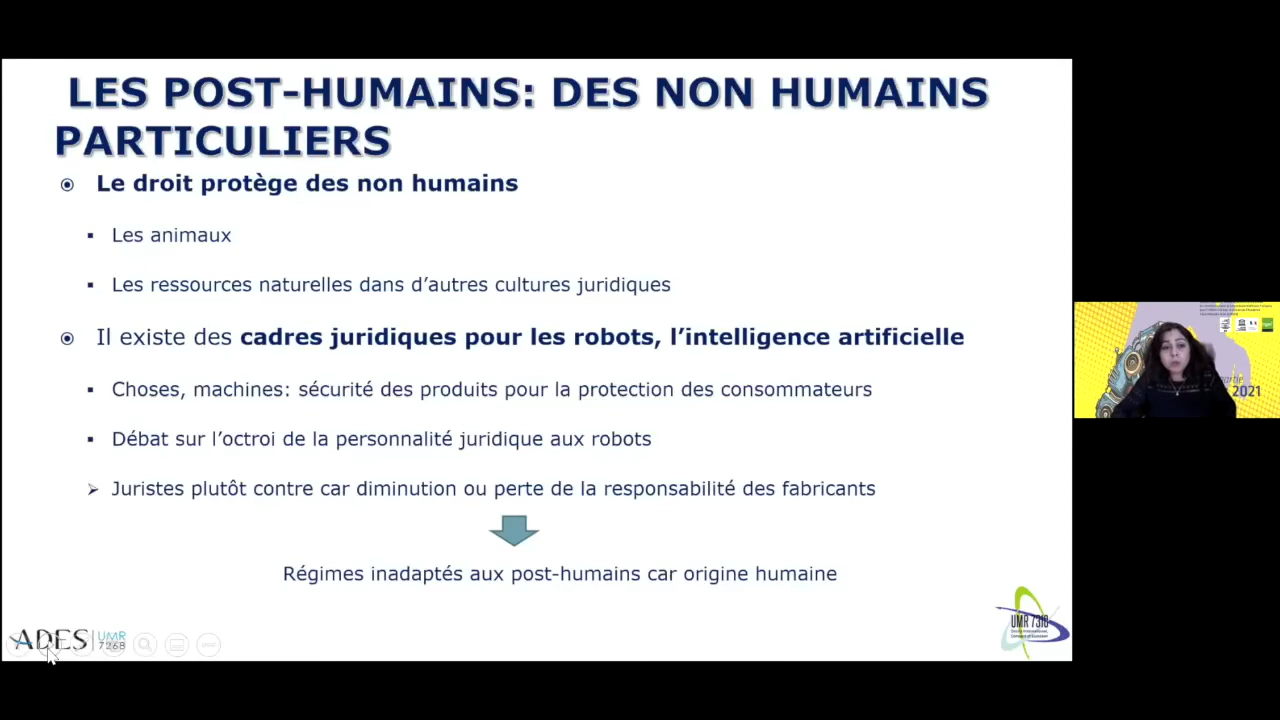 LES POST-HUMAINS: DES NON HUMAINS
PARTICULIERS
Le droit protège des non humains
Les animaux
Les ressources naturelles dans d’autres cultures juridiques
Il existe des cadres juridiques pour les robots, l’intelligence artificielle
Choses, machines: sécurité des produits pour la protection des consommateurs
Débat sur l’octroi de la personnalité juridique aux robots
Juristes plutôt contre car diminution ou perte de la responsabilité des fabricants
Régimes inadaptés aux post-humains car origine humaine
ADES UMR
7268
UMR 7318
2021